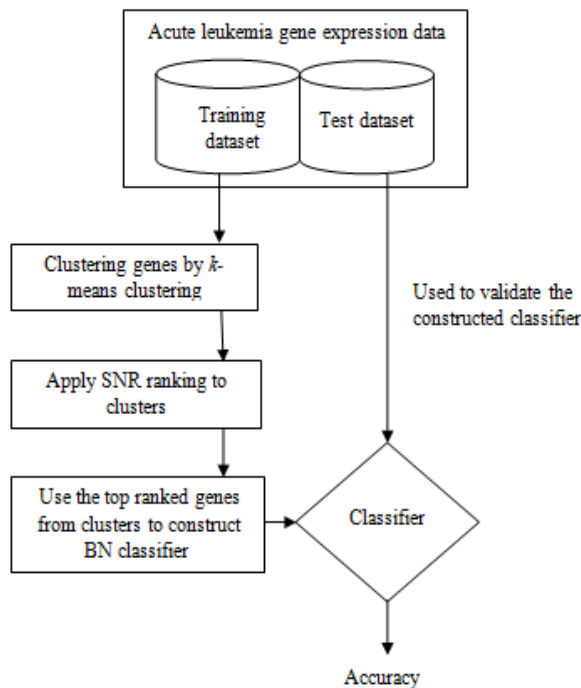 Acute leukemia gene expression data
Training
dataset
Test dataset
Clustering genes by k-
means clustering
Used to validate the
constructed classifier
Apply SNR ranking to
clusters
Use the top ranked genes
from clusters to construct
BN classifier
Classifier
Accuracy